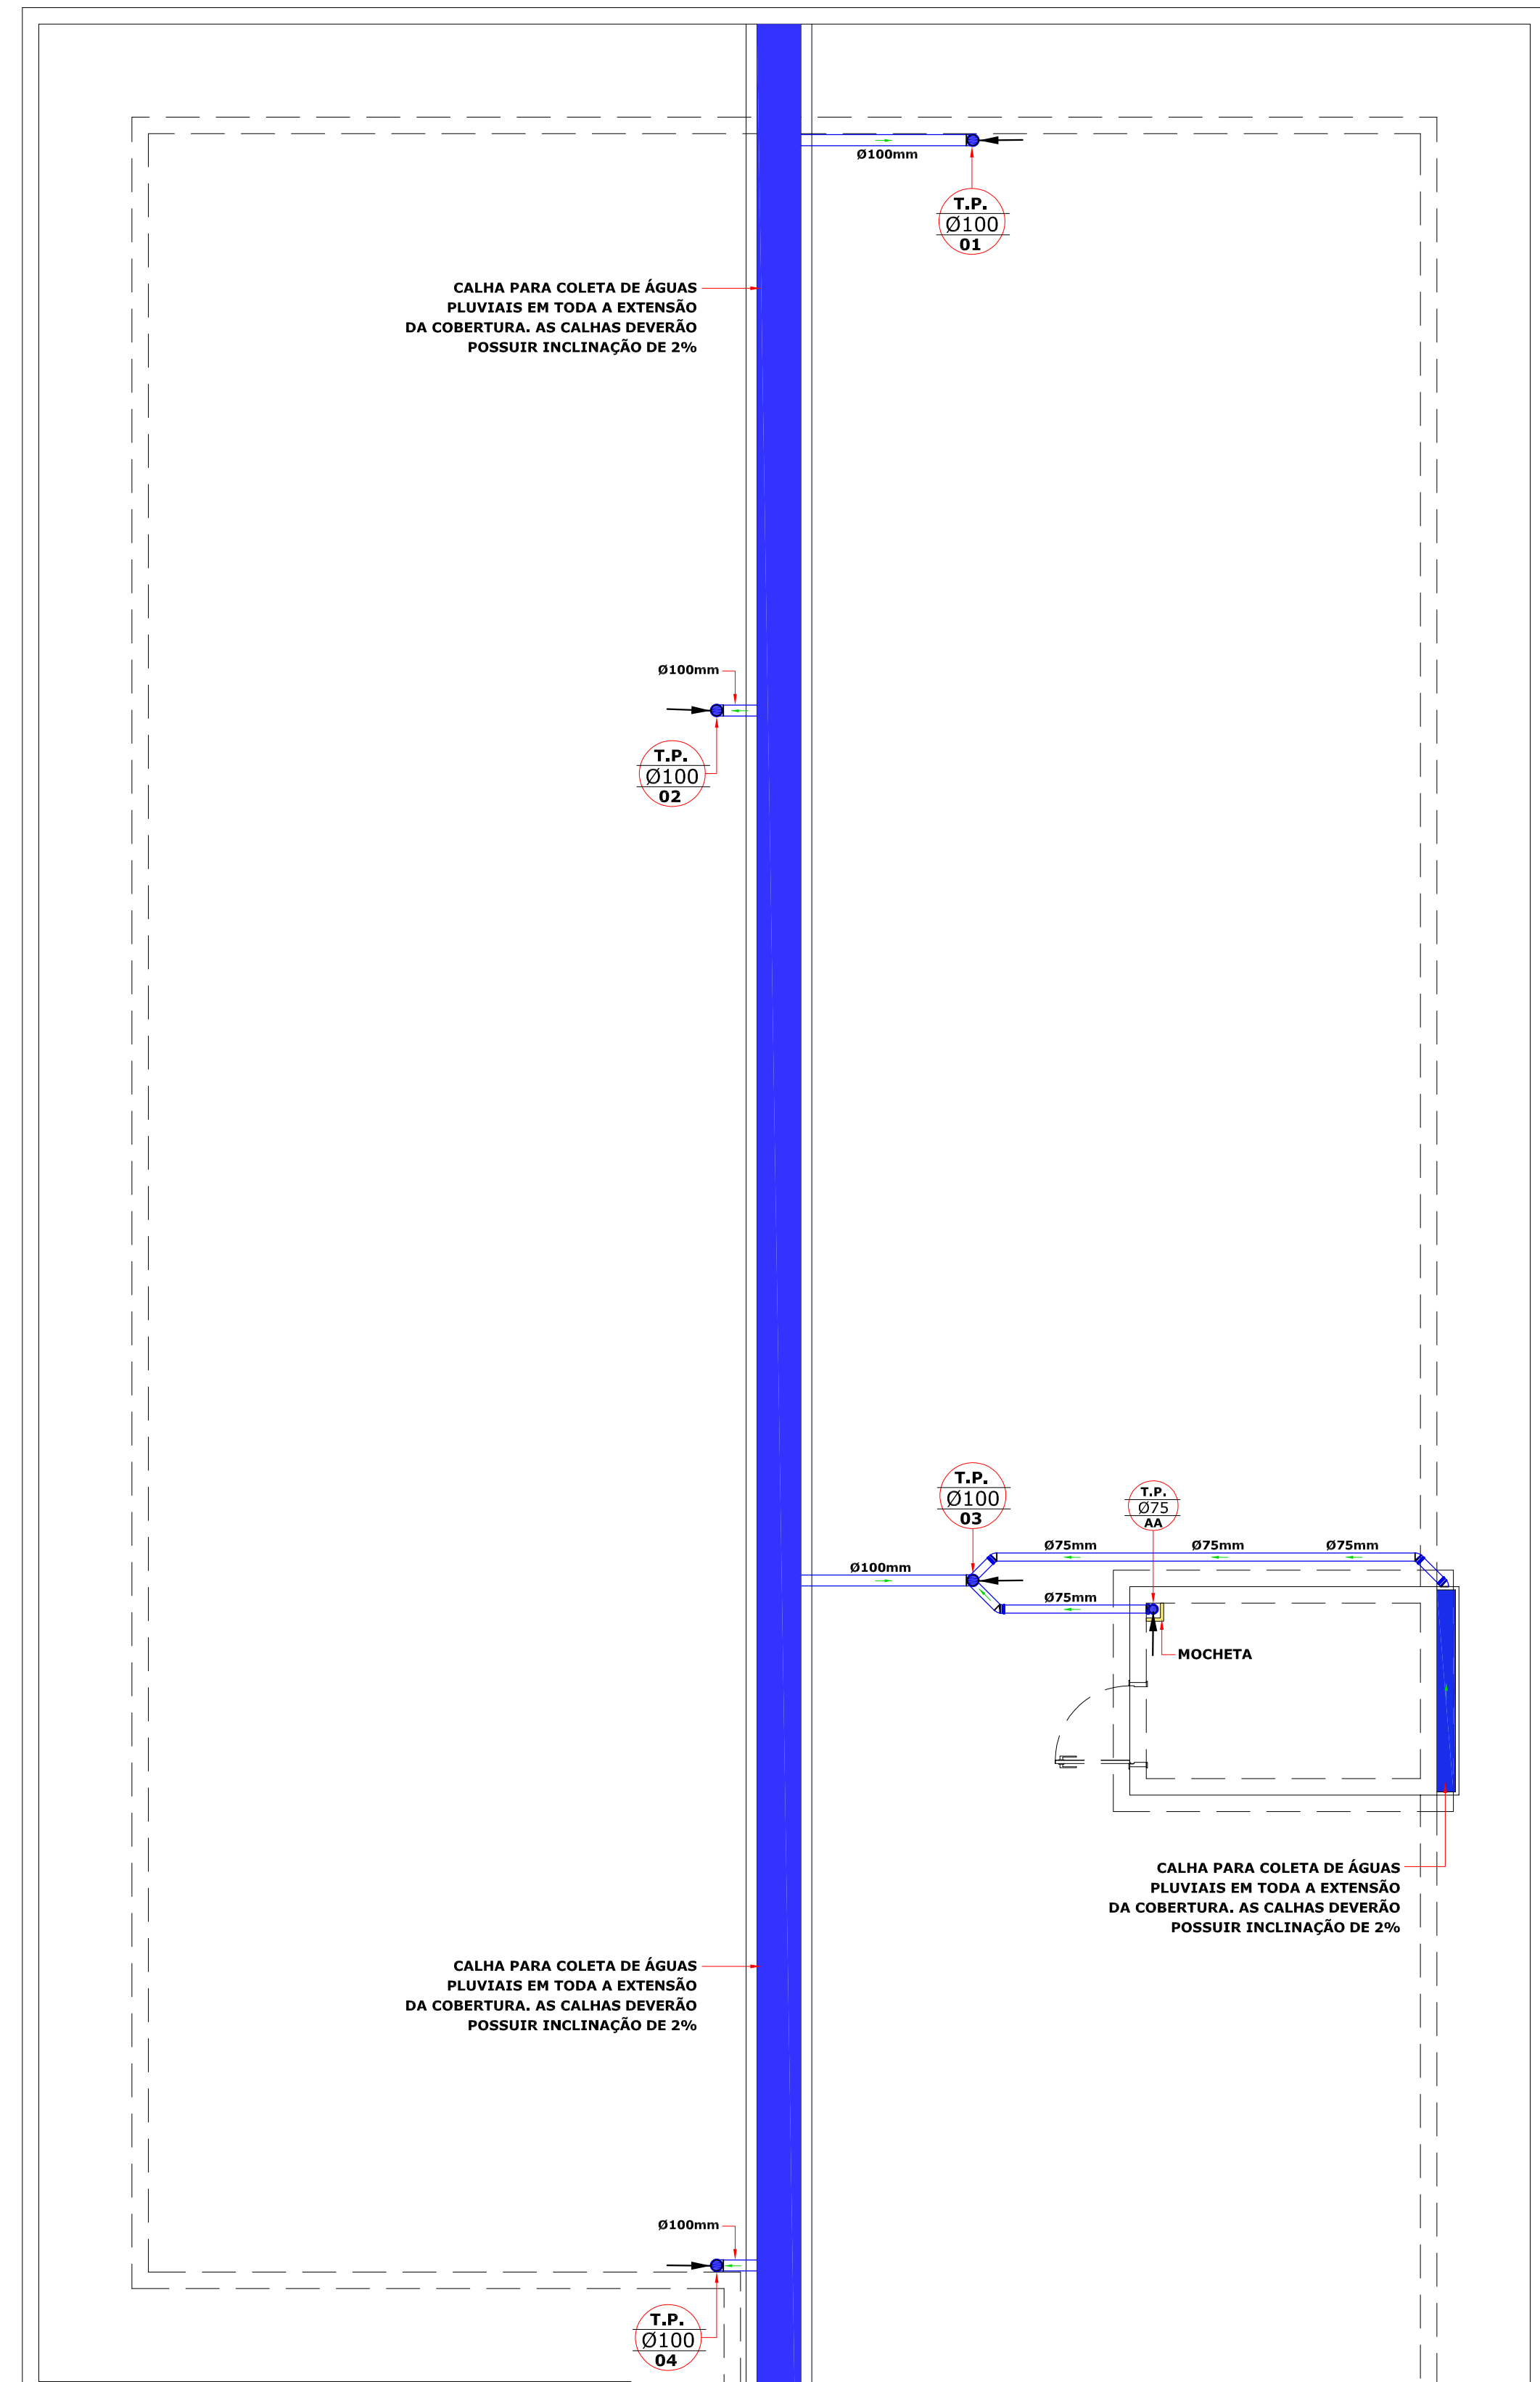 Ø100mm
T.P.
Ø100
01
CALHA PARA COLETA DE ÁGUAS
PLUVIAIS EM TODA A EXTENSÃO
DA COBERTURA. AS CALHAS DEVERÃO
POSSUIR INCLINAÇÃO DE 2%
Ø100mm
T.P.
Ø100
02
T.P.
Ø100
03
T.P.
Ø75
AA
Ø75mm
Ø75mm
Ø75mm
Ø100mm
Ø75mm
MOCHETA
CALHA PARA COLETA DE ÁGUAS
PLUVIAIS EM TODA A EXTENSÃO
DA COBERTURA. AS CALHAS DEVERÃO
POSSUIR INCLINAÇÃO DE 2%
CALHA PARA COLETA DE ÁGUAS
PLUVIAIS EM TODA A EXTENSÃO
DA COBERTURA. AS CALHAS DEVERÃO
POSSUIR INCLINAÇÃO DE 2%
Ø100mm
T.P.
Ø100
04